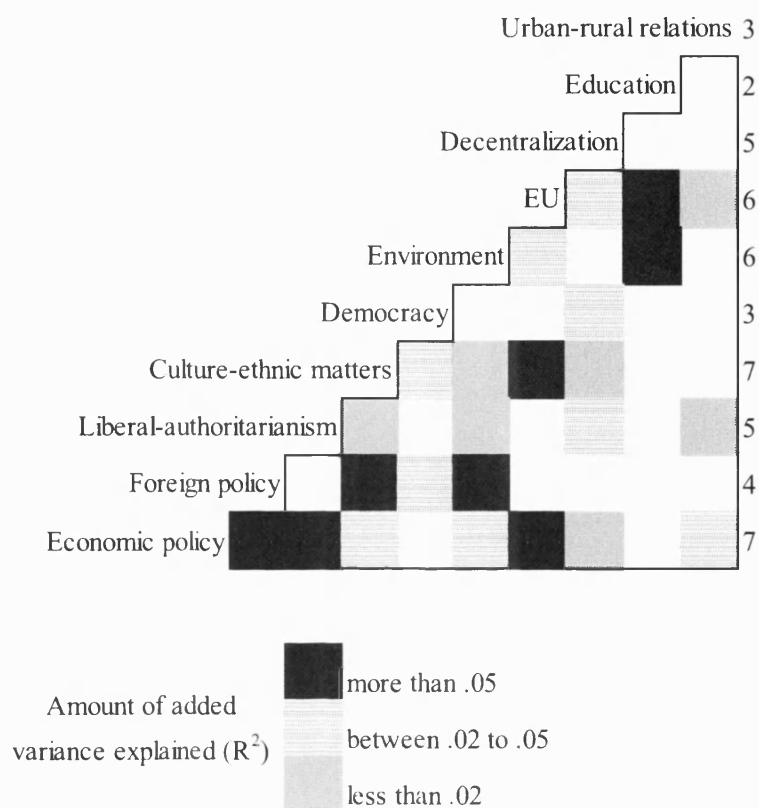 Urban-rural relations 3
Education 2
Decentralization 5
EU 6
Environment 6
Democracy 3
Culture-ethnic matters 7
Liberal-authoritarianism 5
Foreign policy 4
Economic policy 7
more than .05
Amount of added
variance explained (R²)
between .02 to .05
less than .02